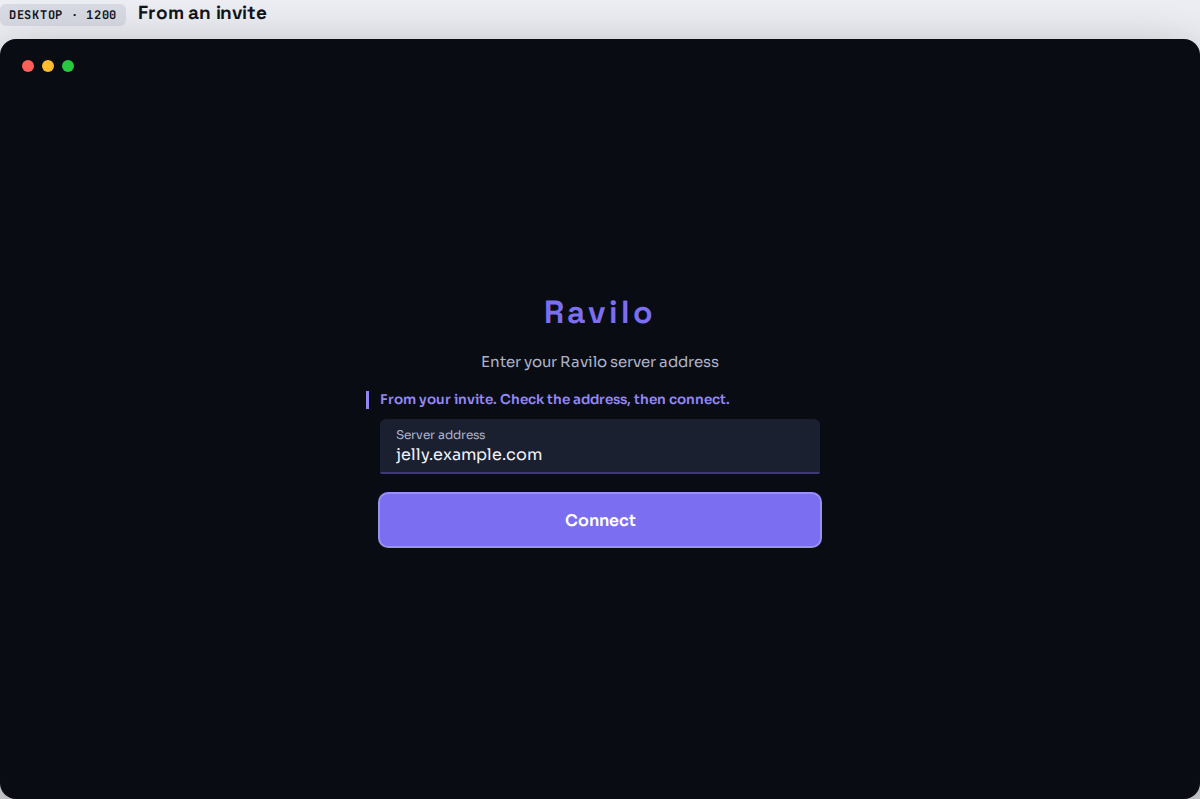 DESKTOP · 1200 From an invite
Ravilo
Enter your Ravilo server address
From your invite. Check the address, then connect.
Server address
jelly.example.com
Connect